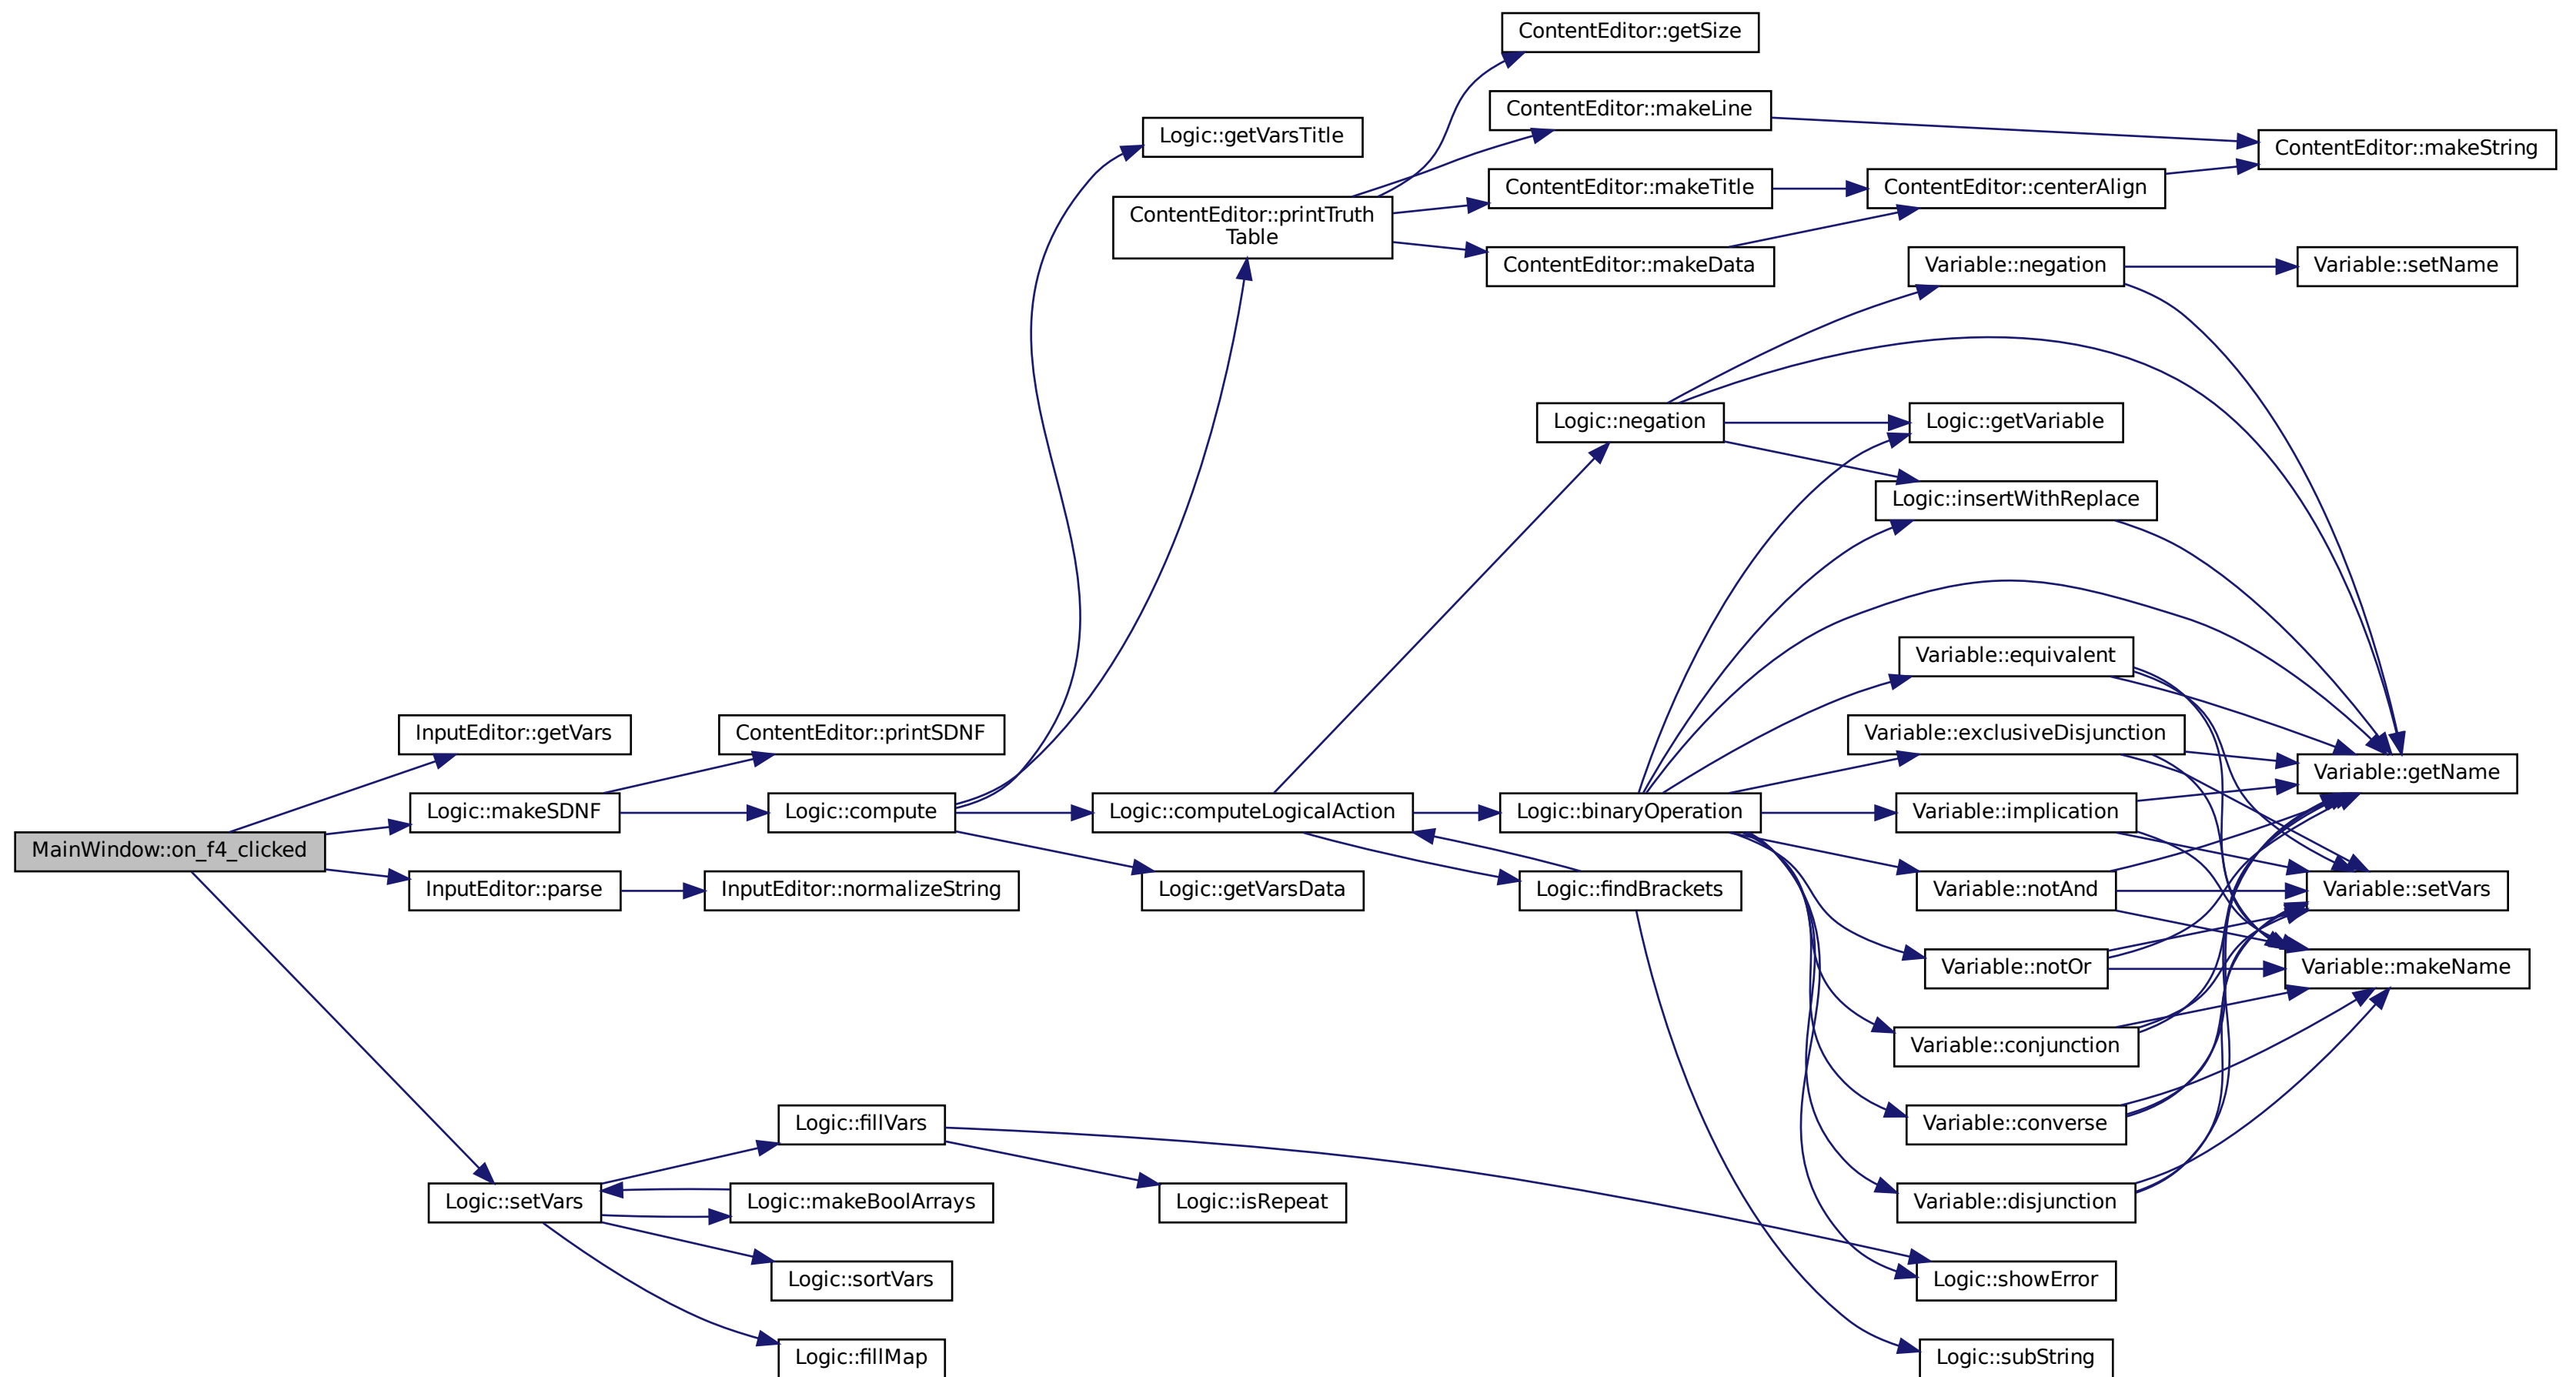 ContentEditor::getSize
ContentEditor::makeLine
Logic::getVarsTitle
ContentEditor::makeString
ContentEditor::makeTitle
ContentEditor::centerAlign
ContentEditor::printTruth
Table
ContentEditor::makeData
Variable::negation
Variable::setName
Logic::negation
Logic::getVariable
Logic::insertWithReplace
Variable::equivalent
InputEditor::getVars
ContentEditor::printSDNF
Variable::exclusiveDisjunction
Variable::getName
Logic::makeSDNF
Logic::compute
Logic::computeLogicalAction
Logic::binaryOperation
Variable::implication
MainWindow::on_f4_clicked
InputEditor::parse
InputEditor::normalizeString
Logic::getVarsData
Logic::findBrackets
Variable::notAnd
Variable::setVars
Variable::notOr
Variable::makeName
Variable::conjunction
Logic::fillVars
Variable::converse
Logic::setVars
Logic::makeBoolArrays
Logic::isRepeat
Variable::disjunction
Logic::sortVars
Logic::showError
Logic::fillMap
Logic::subString